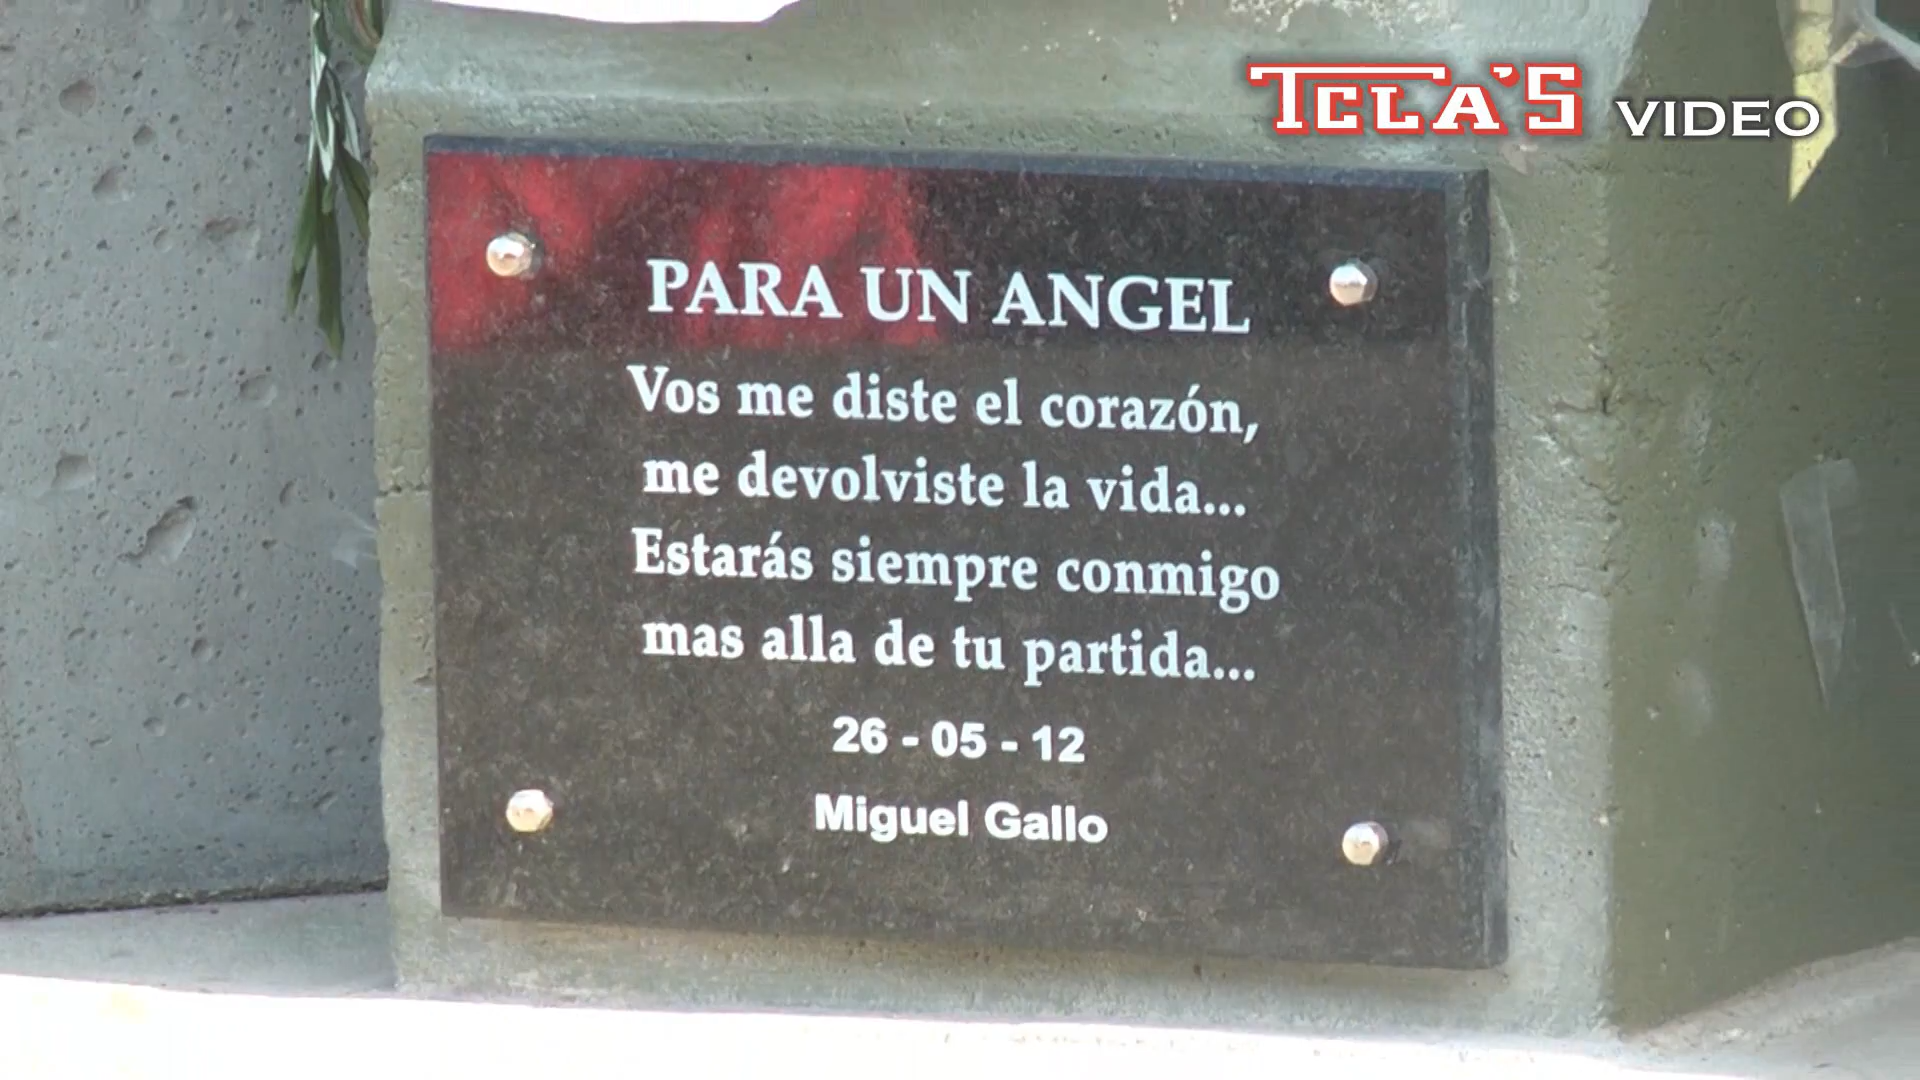 TCLA'S VIDEO
PARA UN ANGEL
Vos me diste el corazón,
me devolviste la vida...
Estarás siempre conmigo
mas alla de tu partida...
26 - 05 - 12
Miguel Gallo